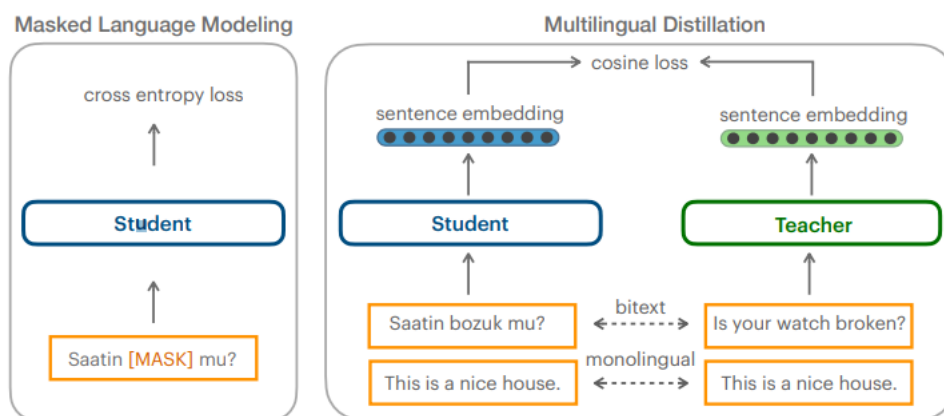 Masked Language Modeling
cross entropy loss
Student
Saatin [MASK] mu?
Multilingual Distillation
cosine loss
sentence embedding
sentence embedding
Student
Teacher
Saatin bozuk mu?
bitext
Is your watch broken?
monolingual
This is a nice house.
This is a nice house.